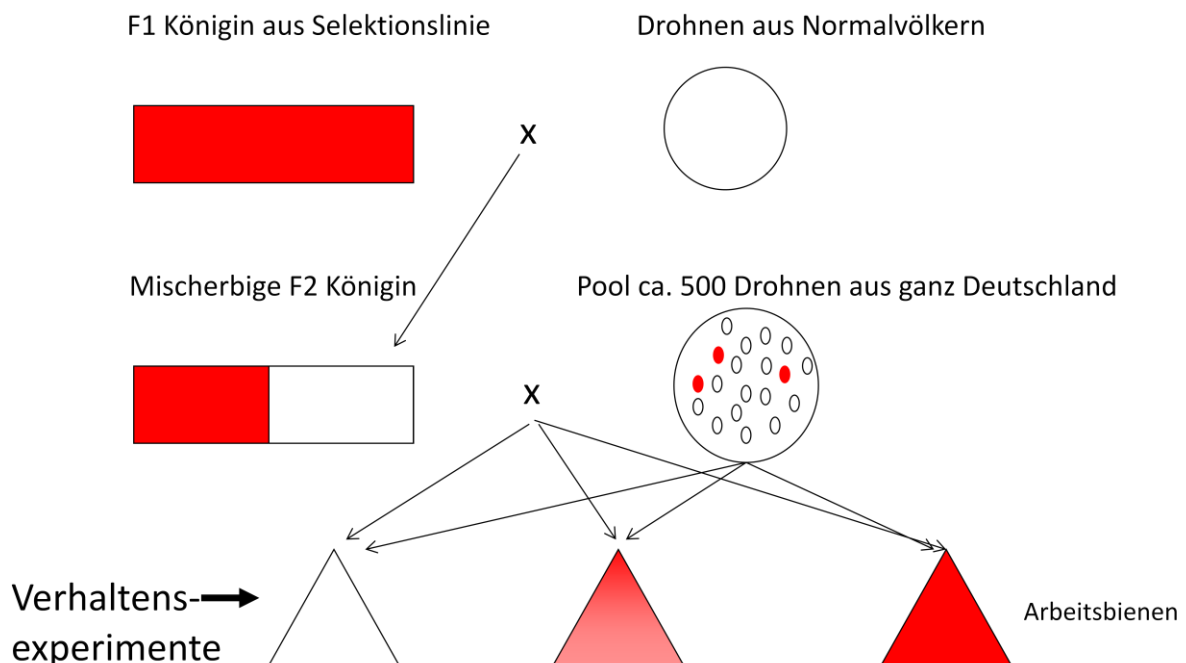 F1 Königin aus Selektionslinie
Drohnen aus Normalvölkern
x
Mischerbige F2 Königin
Pool ca. 500 Drohnen aus ganz Deutschland
x
Verhaltens-
experimente
Arbeitsbienen